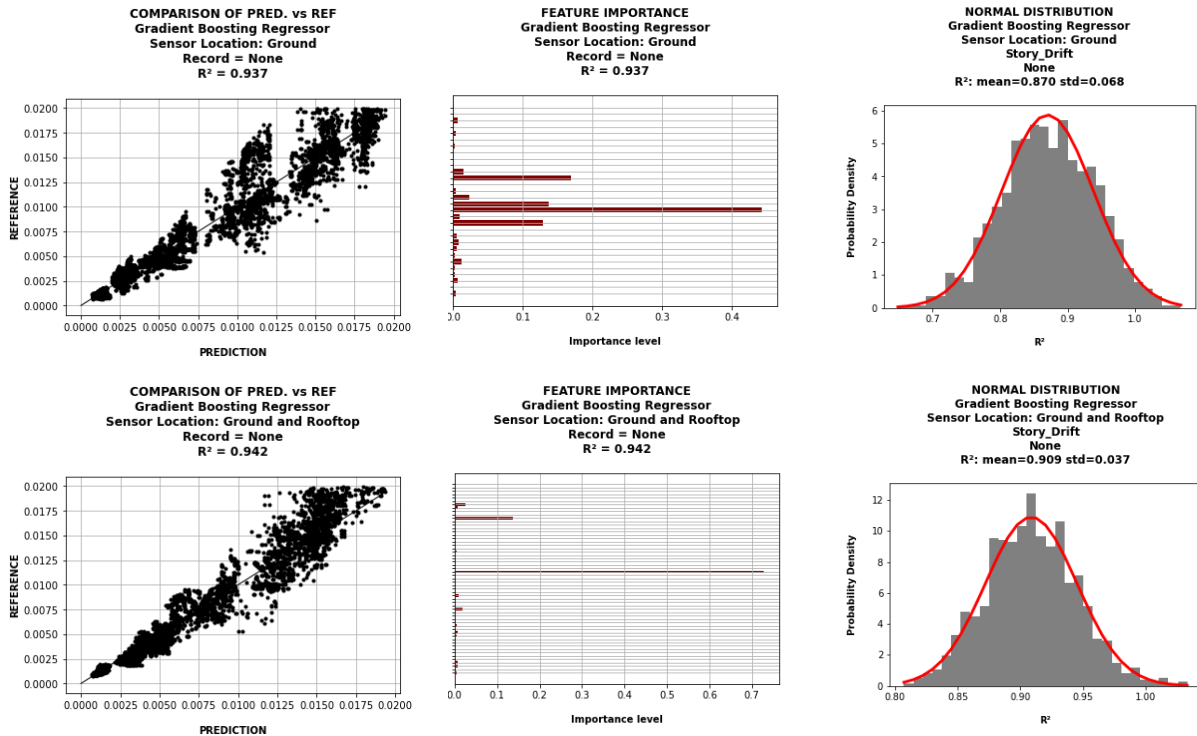 COMPARISON OF PRED. vs REF
Gradient Boosting Regressor
Sensor Location: Ground
Record = None
R² = 0.937
0.0200
0.0175
0.0150
0.0125
0.0100
0.0075
0.0050
0.0025
0.0000
REFERENCE
0.0000 0.0025 0.0050 0.0075 0.0100 0.0125 0.0150 0.0175 0.0200
PREDICTION
FEATURE IMPORTANCE
Gradient Boosting Regressor
Sensor Location: Ground
Record = None
R² = 0.937
0.0 0.1 0.2 0.3 0.4
Importance level
NORMAL DISTRIBUTION
Gradient Boosting Regressor
Sensor Location: Ground
Story_Drift
None
R²: mean=0.870 std=0.068
6
5
4
3
2
1
0
Probability Density
0.7 0.8 0.9 1.0
R²
COMPARISON OF PRED. vs REF
Gradient Boosting Regressor
Sensor Location: Ground and Rooftop
Record = None
R² = 0.942
0.0200
0.0175
0.0150
0.0125
0.0100
0.0075
0.0050
0.0025
0.0000
REFERENCE
0.0000 0.0025 0.0050 0.0075 0.0100 0.0125 0.0150 0.0175 0.0200
PREDICTION
FEATURE IMPORTANCE
Gradient Boosting Regressor
Sensor Location: Ground and Rooftop
Record = None
R² = 0.942
0.0 0.1 0.2 0.3 0.4 0.5 0.6 0.7
Importance level
NORMAL DISTRIBUTION
Gradient Boosting Regressor
Sensor Location: Ground and Rooftop
Story_Drift
None
R²: mean=0.909 std=0.037
12
10
8
6
4
2
0
Probability Density
0.80 0.85 0.90 0.95 1.00
R²